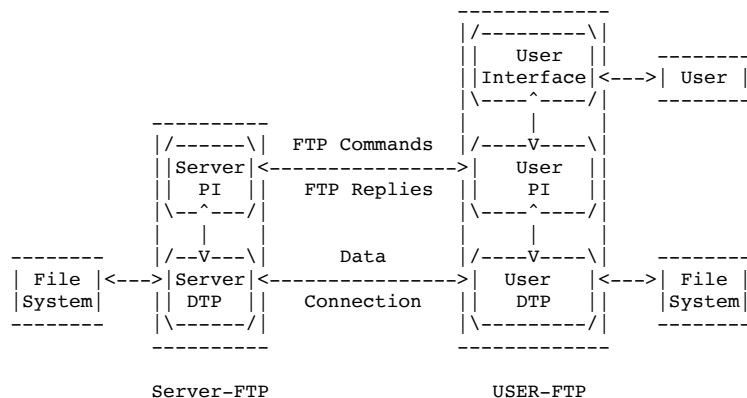 User
Interface
User
FTP Commands
Server
PI
User
PI
FTP Replies
Data
File
System
Server
DTP
User
DTP
File
System
Connection
Server-FTP
USER-FTP